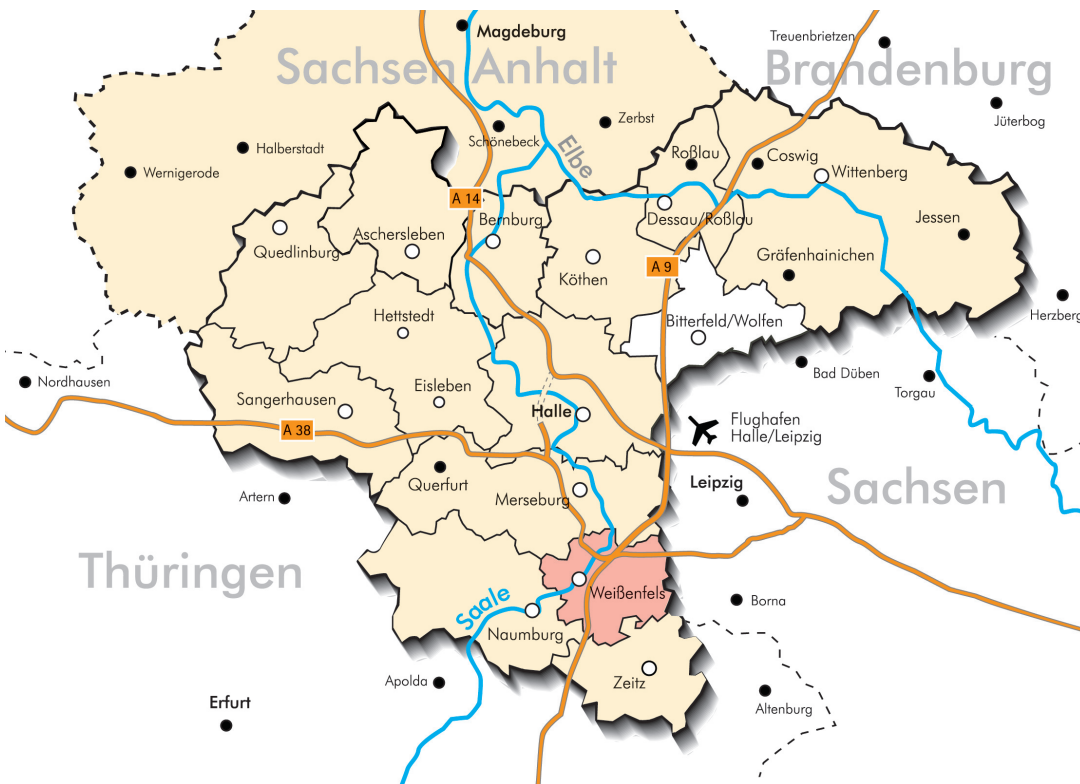 Magdeburg
Treuenbrietzen
Sachsen Anhalt
Brandenburg
Jüterbog
Zerbst
Schönebeck
Halberstadt
Elbe
Roßlau
Coswig
Wernigerode
Wittenberg
A 14
Bernburg
Dessau/Roßlau
Jessen
Aschersleben
Quedlinburg
Gräfenhainichen
A 9
Köthen
Hettstedt
Herzberg
Bitterfeld/Wolfen
Bad Düben
Nordhausen
Eisleben
Torgau
Sangerhausen
Halle
Flughafen
Halle/Leipzig
A 38
Querfurt
Leipzig
Sachsen
Artern
Merseburg
Thüringen
Weißenfels
Borna
Saale
Naumburg
Apolda
Zeitz
Erfurt
Altenburg